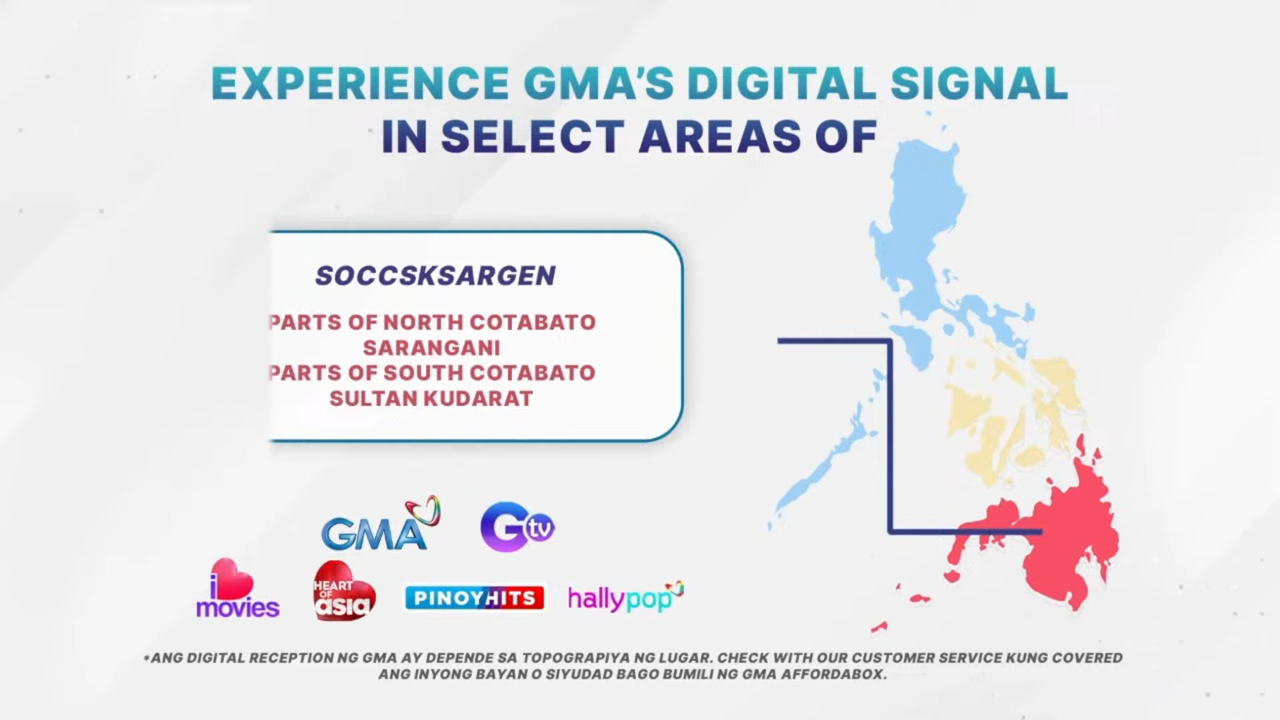 EXPERIENCE GMA'S DIGITAL SIGNAL
IN SELECT AREAS OF
SOCCSKSARGEN
PARTS OF NORTH COTABATO
SARANGANI
PARTS OF SOUTH COTABATO
SULTAN KUDARAT
GMA
Gtv
i movies
HEART OF asia
PINOY HITS
hallypop
*ANG DIGITAL RECEPTION NG GMA AY DEPENDE SA TOPOGRAPIYA NG LUGAR. CHECK WITH OUR CUSTOMER SERVICE KUNG COVERED
ANG INYONG BAYAN O SIYUDAD BAGO BUMILI NG GMA AFFORDABOX.